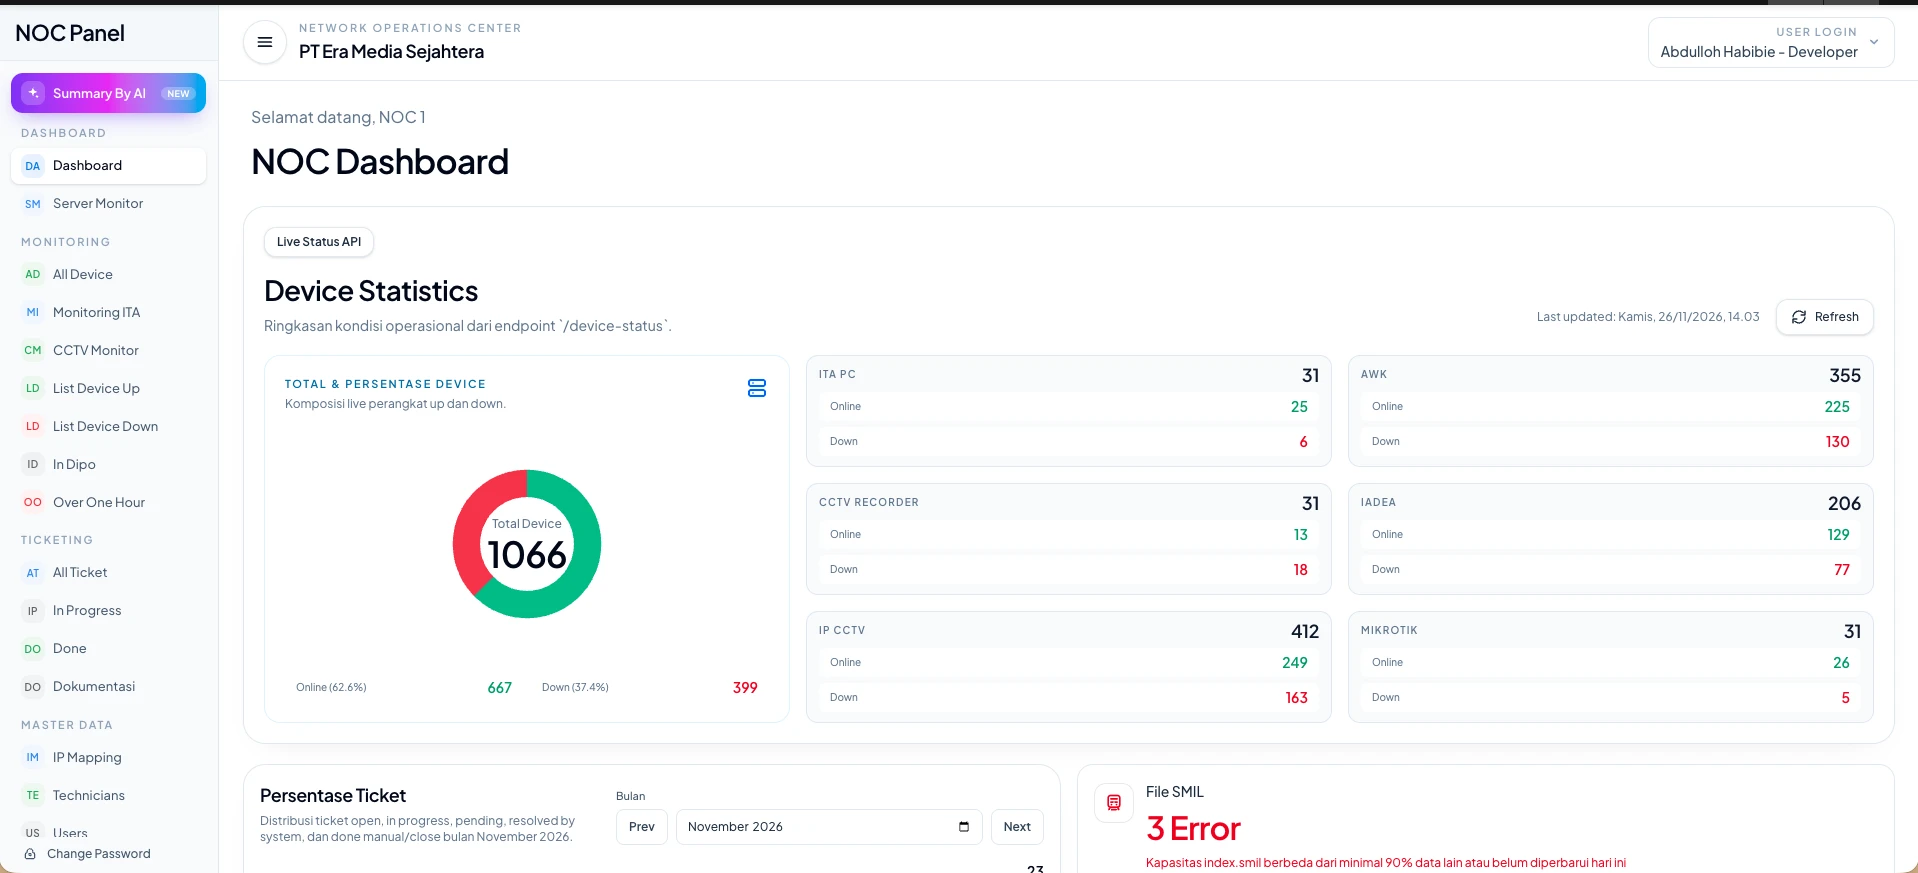 NOC Panel
Summary By AI NEW
DASHBOARD
DA Dashboard
SM Server Monitor
MONITORING
AD All Device
MI Monitoring ITA
CM CCTV Monitor
LD List Device Up
LD List Device Down
ID In Dipo
OO Over One Hour
TICKETING
AT All Ticket
IP In Progress
DO Done
DO Dokumentasi
MASTER DATA
IM IP Mapping
TE Technicians
US Users
Change Password
NETWORK OPERATIONS CENTER
PT Era Media Sejahtera
USER LOGIN
Abdulloh Habibie - Developer
Selamat datang, NOC 1
NOC Dashboard
Live Status API
Device Statistics
Ringkasan kondisi operasional dari endpoint `/device-status`.
Last updated: Kamis, 26/11/2026, 14.03
Refresh
TOTAL & PERSENTASE DEVICE
Komposisi live perangkat up dan down.
Total Device
1066
Online (62.6%) 667
Down (37.4%) 399
ITA PC 31
Online 25
Down 6
AWK 355
Online 225
Down 130
CCTV RECORDER 31
Online 13
Down 18
IADEA 206
Online 129
Down 77
IP CCTV 412
Online 249
Down 163
MIKROTIK 31
Online 26
Down 5
Persentase Ticket
Distribusi ticket open, in progress, pending, resolved by
system, dan done manual/close bulan November 2026.
Bulan
Prev
November 2026
Next
23
File SMIL
3 Error
Kapasitas index.smil berbeda dari minimal 90% data lain atau belum diperbarui hari ini